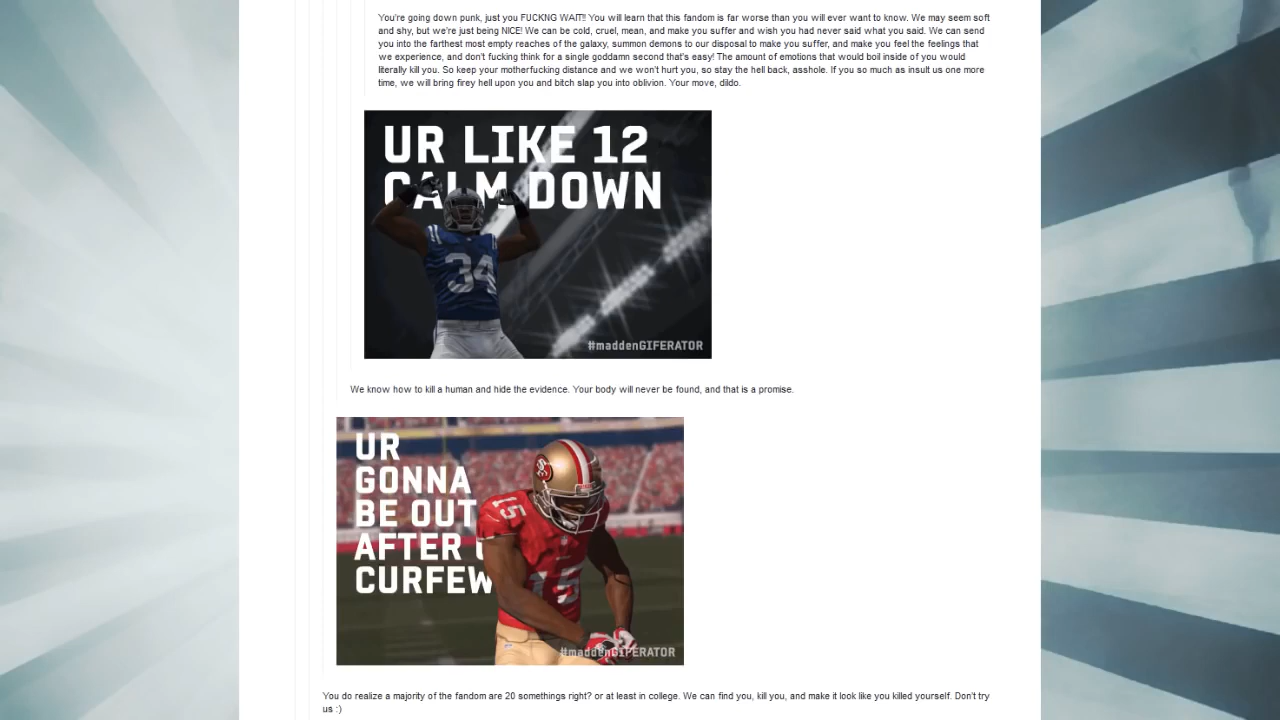 You're going down punk, just you FUCKNG WAIT!! You will learn that this fandom is far worse than you will ever want to know. We may seem soft
and shy, but we're just being NICE! We can be cold, cruel, mean, and make you suffer and wish you had never said what you said. We can send
you into the farthest most empty reaches of the galaxy, summon demons to our disposal to make you suffer, and make you feel the feelings that
we experience, and don't fucking think for a single goddamn second that's easy! The amount of emotions that would boil inside of you would
literally kill you. So keep your motherfucking distance and we won't hurt you, so stay the hell back, asshole. If you so much as insult us one more
time, we will bring firey hell upon you and bitch slap you into oblivion. Your move, dildo.
UR LIKE 12
CALM DOWN
34
#maddenGIFERATOR
We know how to kill a human and hide the evidence. Your body will never be found, and that is a promise.
UR
GONNA
BE OUT
AFTER
CURFEW
15
15
#maddenGIFERATOR
You do realize a majority of the fandom are 20 somethings right? or at least in college. We can find you, kill you, and make it look like you killed yourself. Don't try
us :)